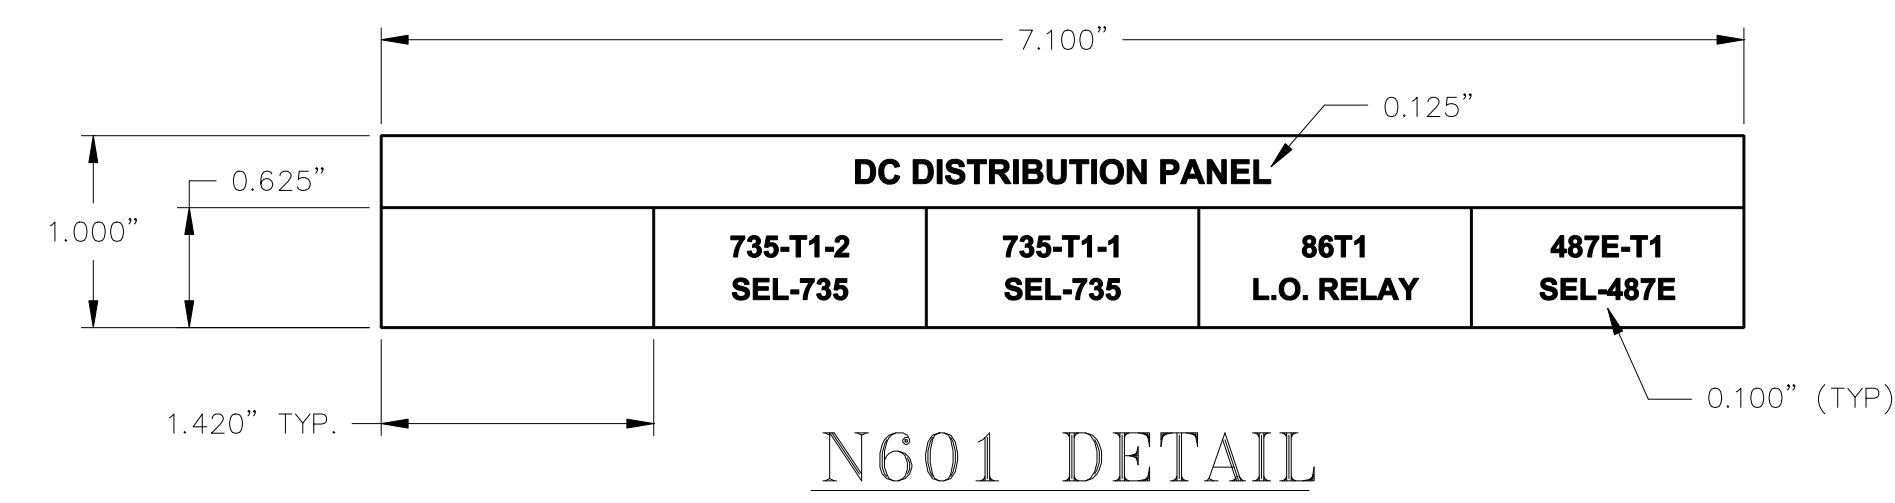 7.100”
0.125”
DC DISTRIBUTION PANEL
0.625”
1.000”
735-T1-2
SEL-735
735-T1-1
SEL-735
86T1
L.O. RELAY
487E-T1
SEL-487E
0.100” (TYP)
1.420” TYP.
N601 DETAIL